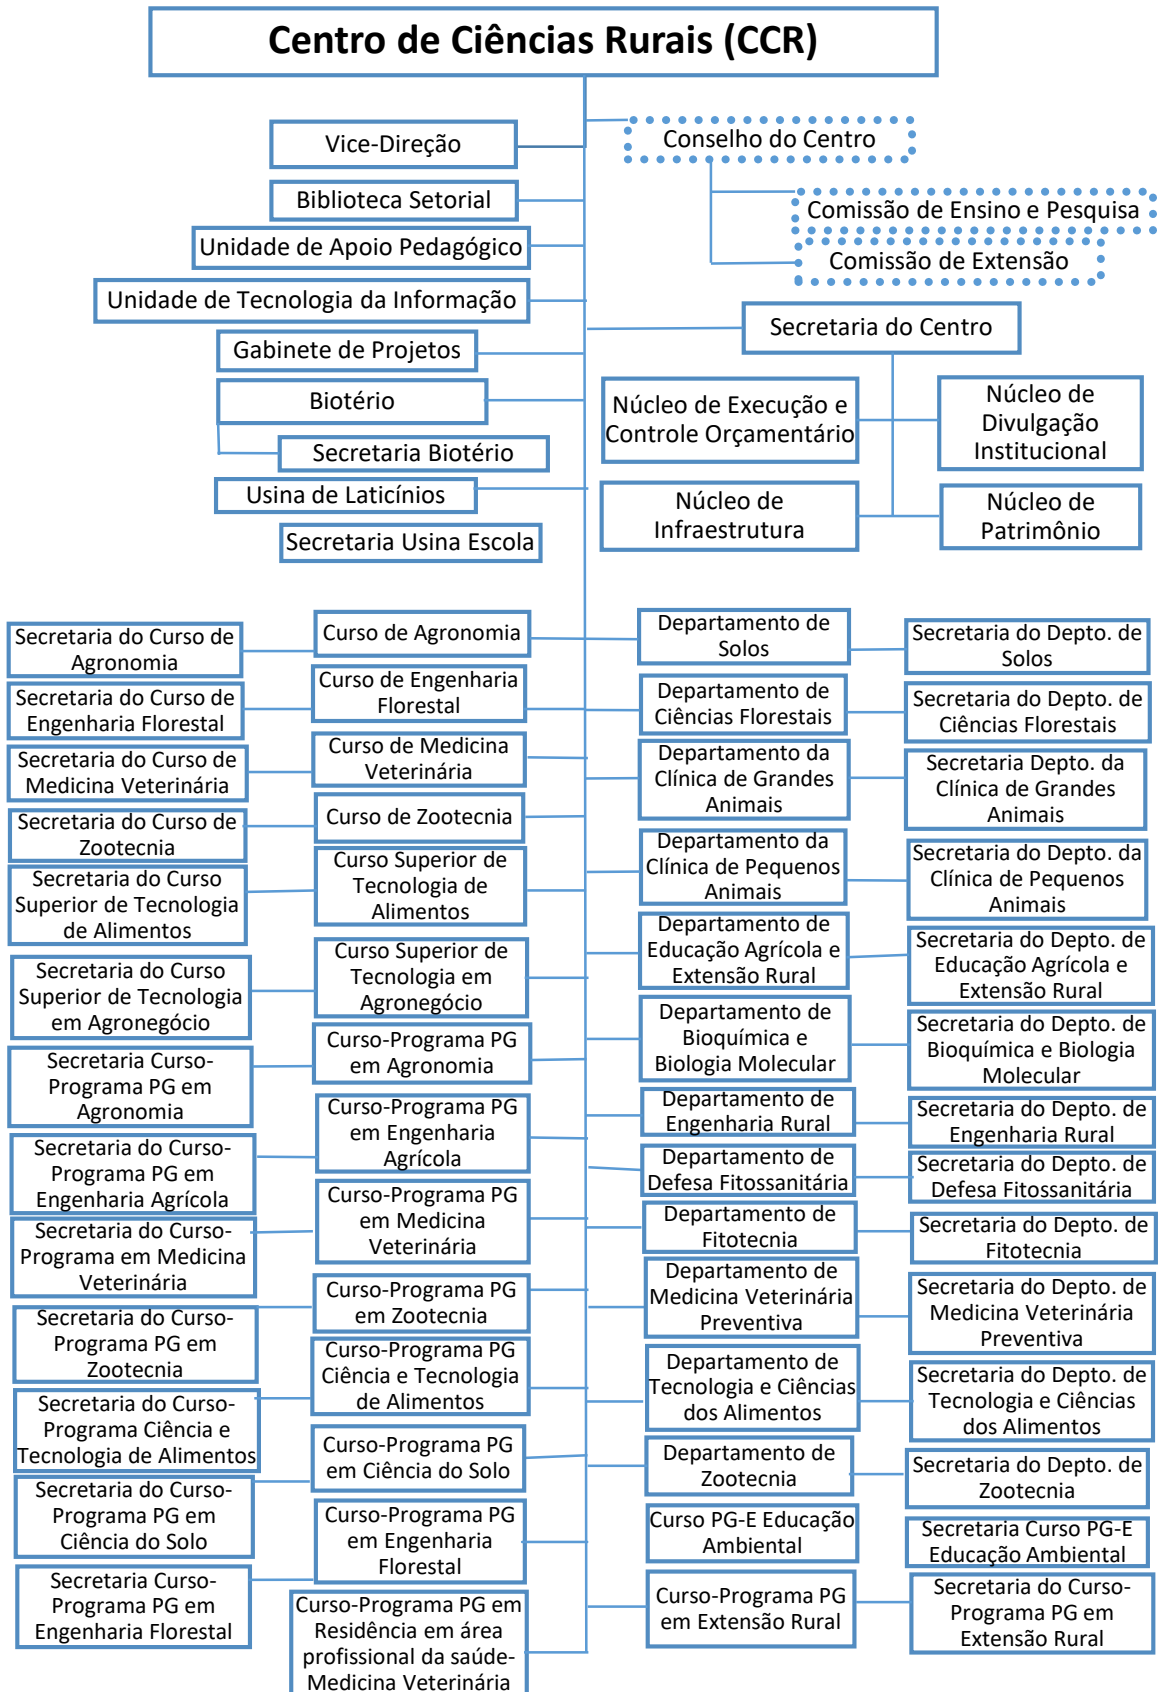 Centro de Ciências Rurais (CCR)
Vice-Direção
Conselho do Centro
Biblioteca Setorial
Comissão de Ensino e Pesquisa
Unidade de Apoio Pedagógico
Comissão de Extensão
Unidade de Tecnologia da Informação
Secretaria do Centro
Gabinete de Projetos
Biotério
Núcleo de Execução e
Controle Orçamentário
Núcleo de
Divulgação
Institucional
Secretaria Biotério
Usina de Laticínios
Núcleo de
Infraestrutura
Núcleo de
Patrimônio
Secretaria Usina Escola
Secretaria do Curso de
Agronomia
Curso de Agronomia
Departamento de
Solos
Secretaria do Depto. de
Solos
Secretaria do Curso de
Engenharia Florestal
Curso de Engenharia
Florestal
Departamento de
Ciências Florestais
Secretaria do Depto. de
Ciências Florestais
Secretaria do Curso de
Medicina Veterinária
Curso de Medicina
Veterinária
Departamento da
Clínica de Grandes
Animais
Secretaria Depto. da
Clínica de Grandes
Animais
Secretaria do Curso de
Zootecnia
Curso de Zootecnia
Departamento da
Clínica de Pequenos
Animais
Secretaria do Depto. da
Clínica de Pequenos
Animais
Secretaria do Curso
Superior de Tecnologia
de Alimentos
Curso Superior de
Tecnologia de
Alimentos
Departamento de
Educação Agrícola e
Extensão Rural
Secretaria do Depto. de
Educação Agrícola e
Extensão Rural
Secretaria do Curso
Superior de Tecnologia
em Agronegócio
Curso Superior de
Tecnologia em
Agronegócio
Departamento de
Bioquímica e
Biologia Molecular
Secretaria do Depto. de
Bioquímica e Biologia
Molecular
Secretaria Curso-
Programa PG em
Agronomia
Curso-Programa PG
em Agronomia
Departamento de
Engenharia Rural
Secretaria do Depto. de
Engenharia Rural
Secretaria do Curso-
Programa PG em
Engenharia Agrícola
Curso-Programa PG
em Engenharia
Agrícola
Departamento de
Defesa Fitossanitária
Secretaria do Depto. de
Defesa Fitossanitária
Secretaria do Curso-
Programa em Medicina
Veterinária
Curso-Programa PG
em Medicina
Veterinária
Departamento de
Fitotecnia
Secretaria do Depto. de
Fitotecnia
Secretaria do Curso-
Programa PG em
Zootecnia
Curso-Programa PG
em Zootecnia
Departamento de
Medicina Veterinária
Preventiva
Secretaria do Depto. de
Medicina Veterinária
Preventiva
Secretaria do Curso-
Programa Ciência e
Tecnologia de Alimentos
Curso-Programa PG
Ciência e Tecnologia
de Alimentos
Departamento de
Tecnologia e Ciências
dos Alimentos
Secretaria do Depto. de
Tecnologia e Ciências
dos Alimentos
Secretaria do Curso-
Programa PG em
Ciência do Solo
Curso-Programa PG
em Ciência do Solo
Departamento de
Zootecnia
Secretaria do Depto. de
Zootecnia
Secretaria Curso-
Programa PG em
Engenharia Florestal
Curso-Programa PG
em Engenharia
Florestal
Curso PG-E Educação
Ambiental
Secretaria Curso PG-E
Educação Ambiental
Curso-Programa PG em
Residência em área
profissional da saúde-
Medicina Veterinária
Curso-Programa PG
em Extensão Rural
Secretaria do Curso-
Programa PG em
Extensão Rural